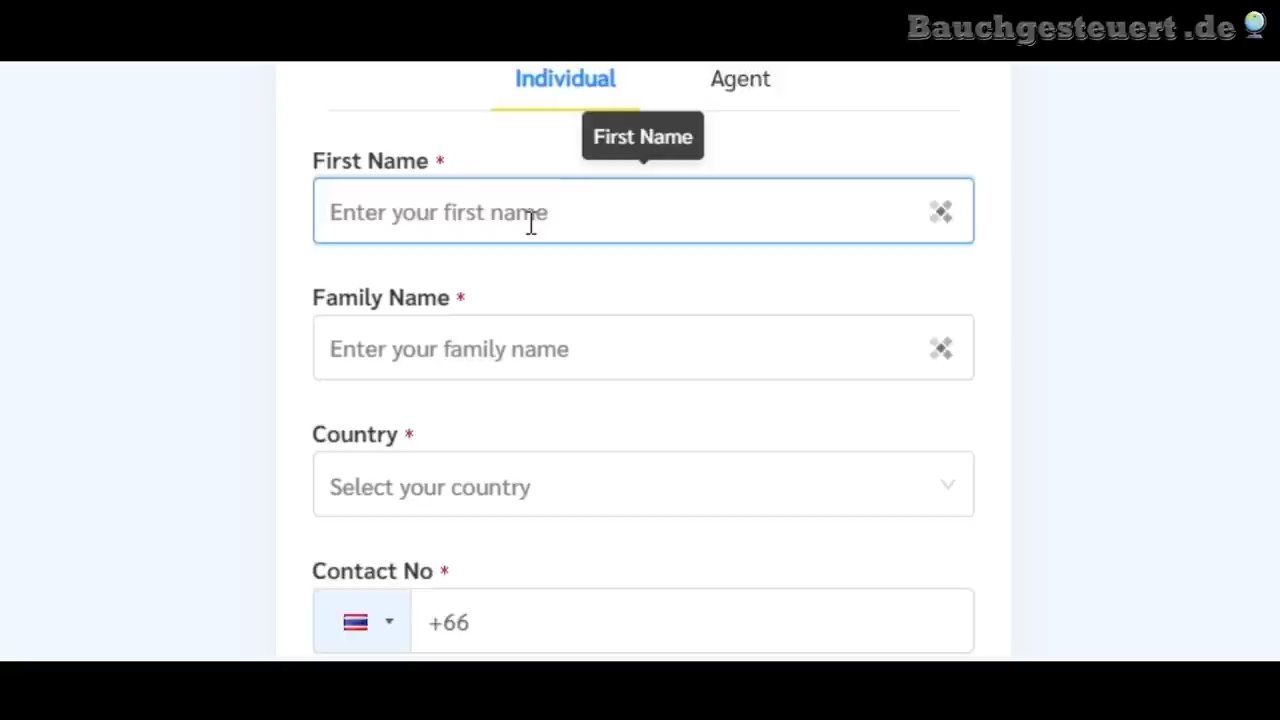 Bauchgesteuert .de
Individual Agent
First Name
First Name *
Enter your first name
Family Name *
Enter your family name
Country *
Select your country
Contact No *
+66